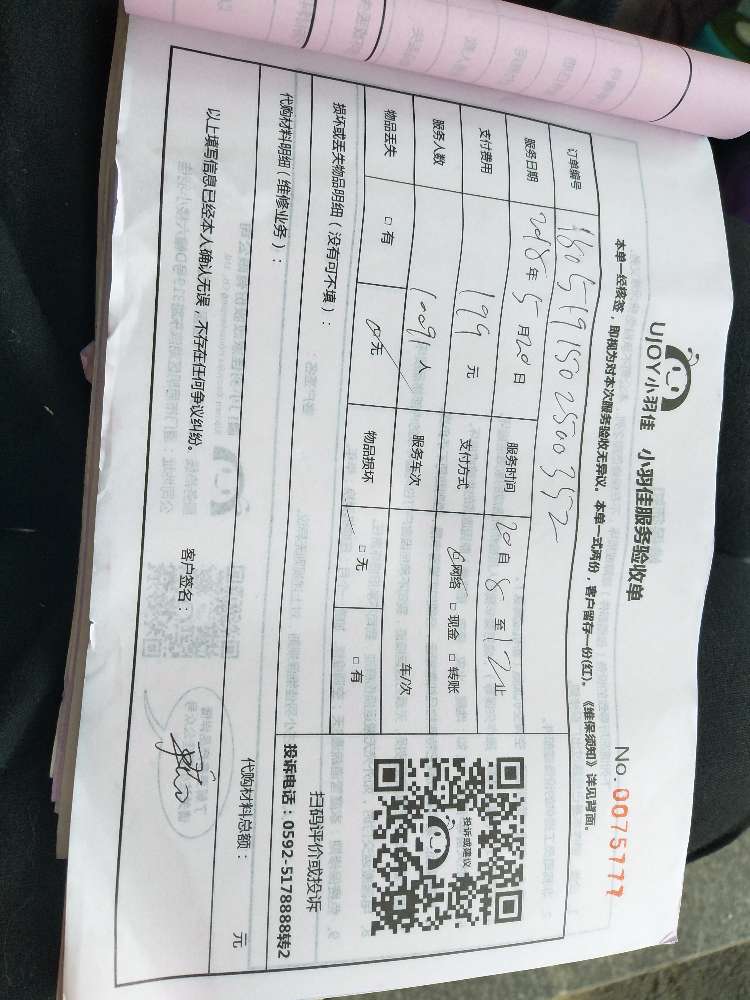 UJOY小羽佳 小羽佳服务验收单
No. 0075777
本单一经核签，即视为对本次服务验收无异议。本单一式两份，客户留存一份(红)。《维保须知》详见背面。
订单编号 1805191502500352
服务日期 2018年5月20日 服务时间 20自8至12止
支付费用 199元 支付方式 网络 现金 转账
服务人数 人 服务车次 车/次
物品丢失 有 无 物品损坏 无 有
投诉或建议
扫码评价或投诉
投诉电话：0592-5178888转2
损坏或丢失物品明细（没有可不填）：
代购材料明细（维修业务）：
代购材料总额： 元
以上填写信息已经本人确认无误，不存在任何争议纠纷。 客户签名：